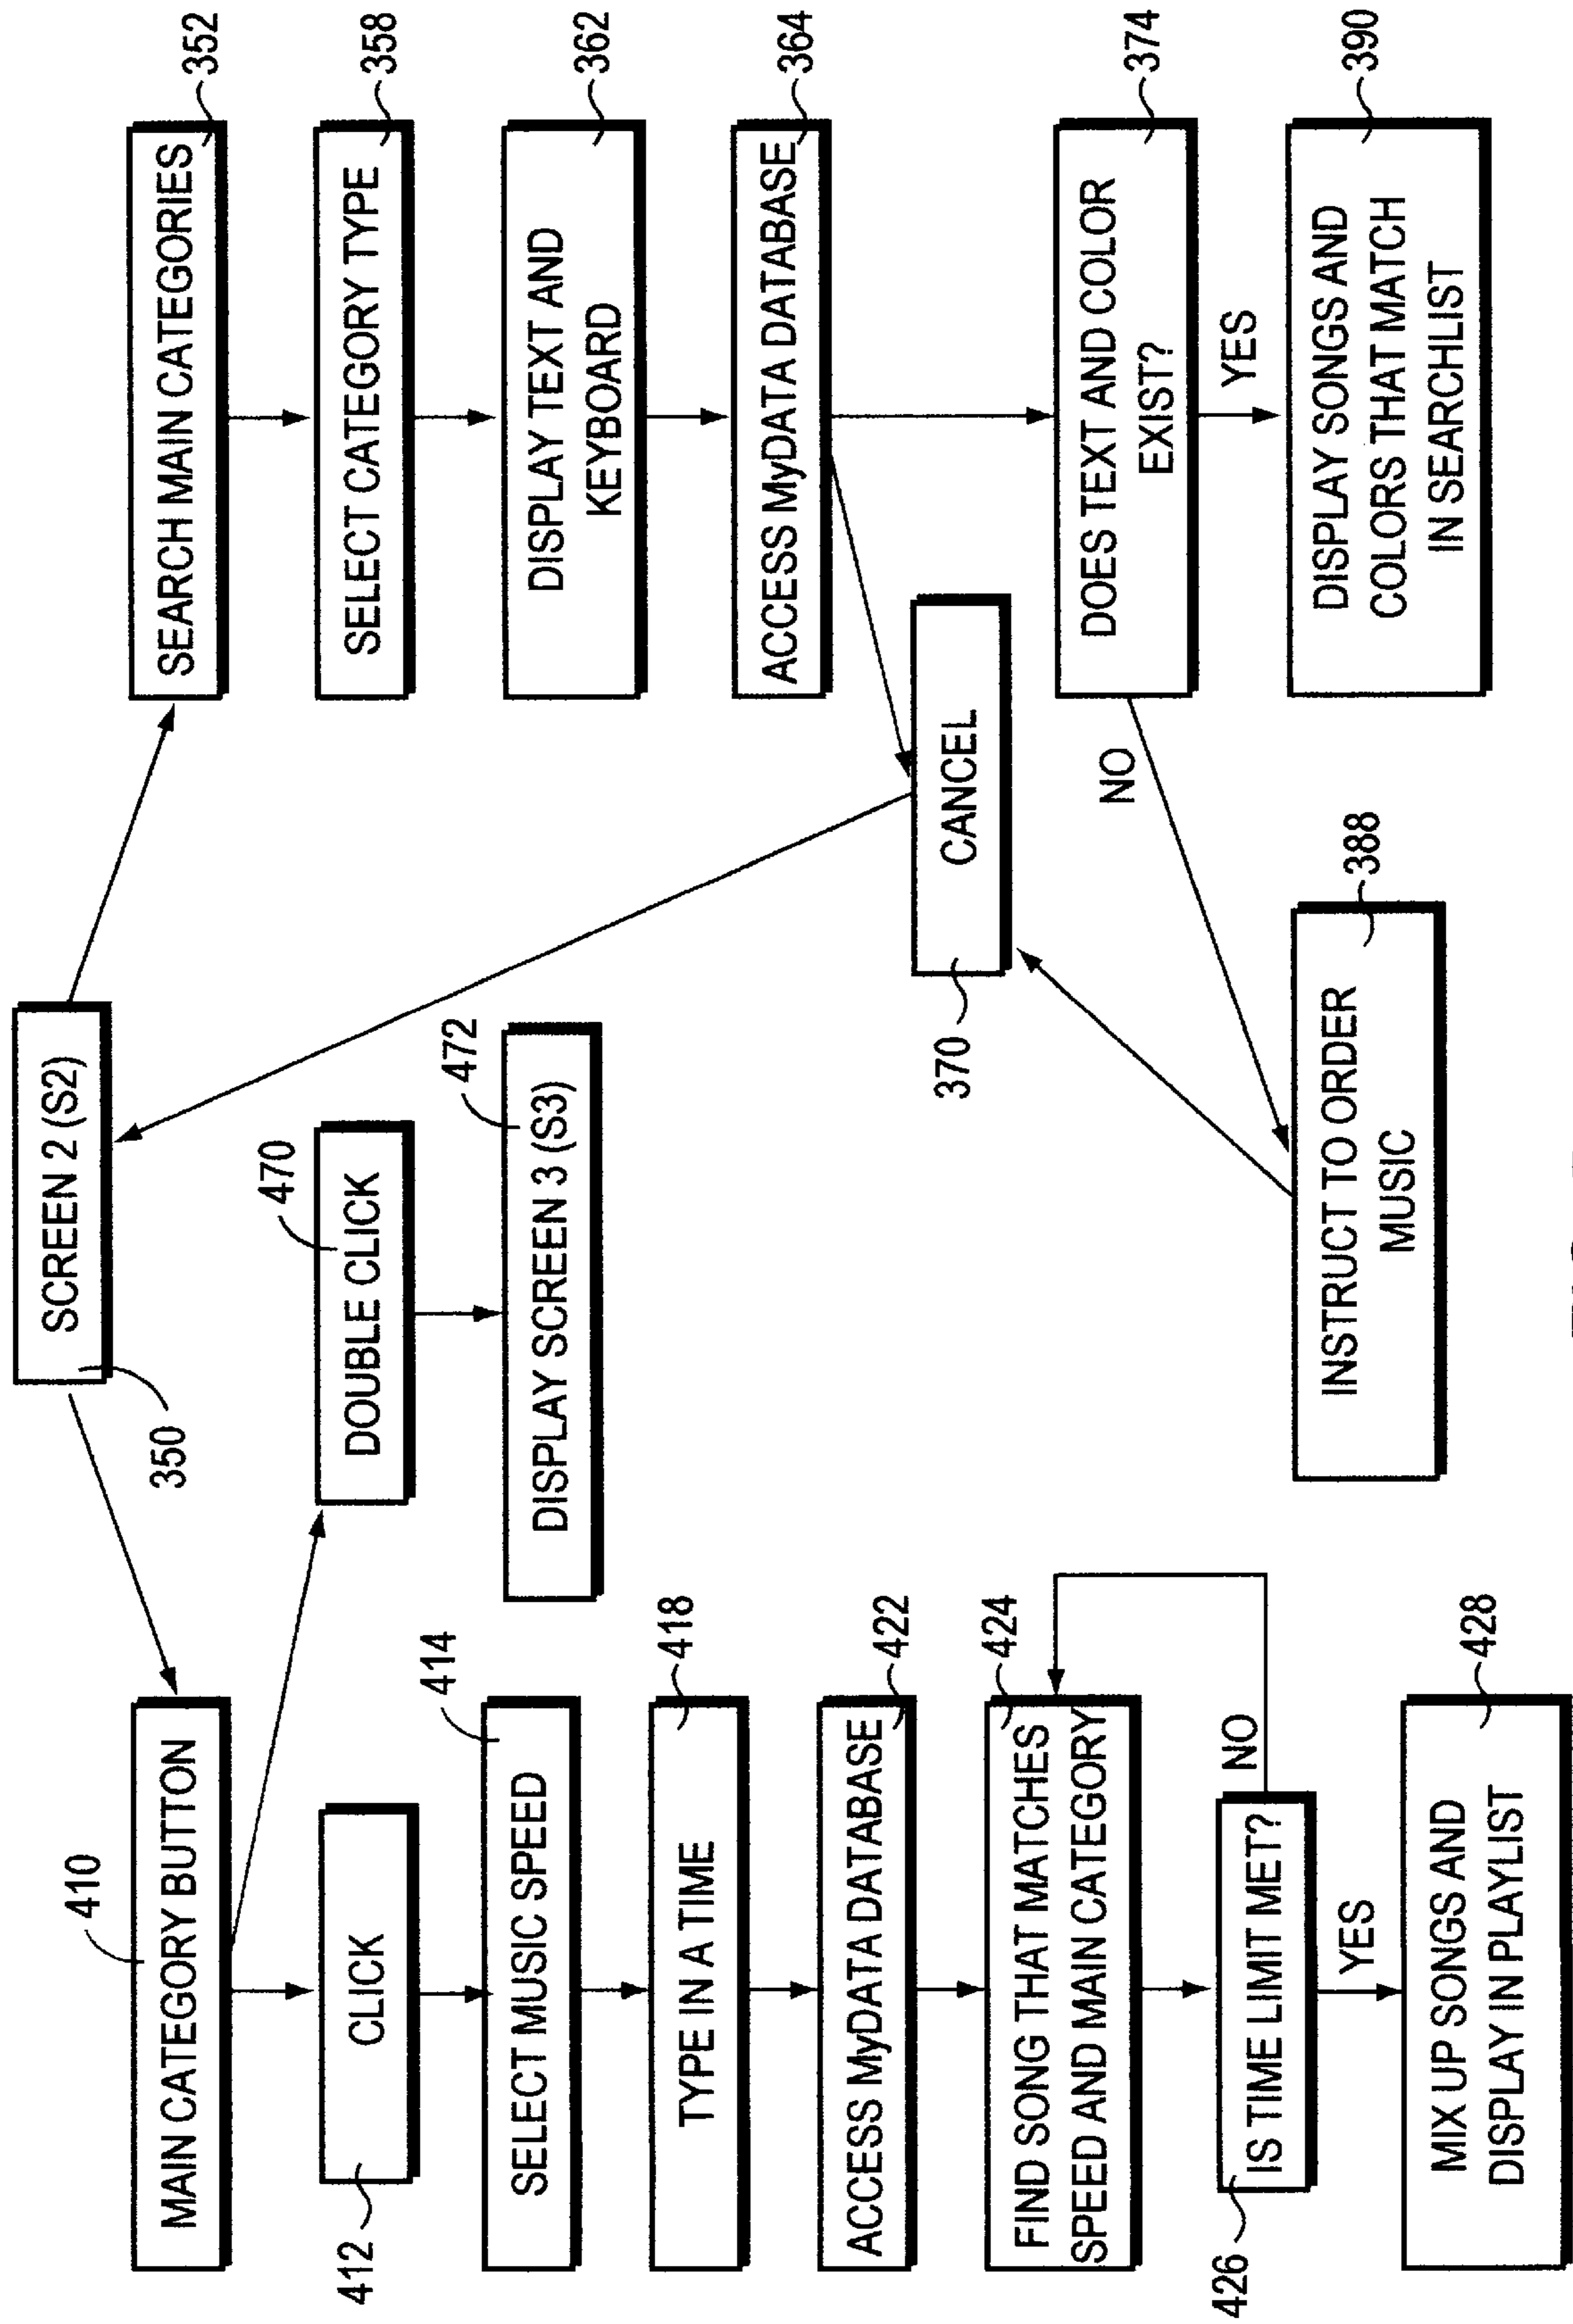 SCREEN 2 (S2)
350
410
MAIN CATEGORY BUTTON
412
CLICK
414
SELECT MUSIC SPEED
TYPE IN A TIME
418
ACCESS MyDATA DATABASE
422
FIND SONG THAT MATCHES
SPEED AND MAIN CATEGORY
424
426
IS TIME LIMIT MET?
NO
YES
MIX UP SONGS AND
DISPLAY IN PLAYLIST
428
470
DOUBLE CLICK
472
DISPLAY SCREEN 3 (S3)
SEARCH MAIN CATEGORIES
352
SELECT CATEGORY TYPE
358
DISPLAY TEXT AND
KEYBOARD
362
ACCESS MyDATA DATABASE
364
CANCEL
370
DOES TEXT AND COLOR
EXIST?
374
NO
YES
INSTRUCT TO ORDER
MUSIC
388
DISPLAY SONGS AND
COLORS THAT MATCH
IN SEARCHLIST
390